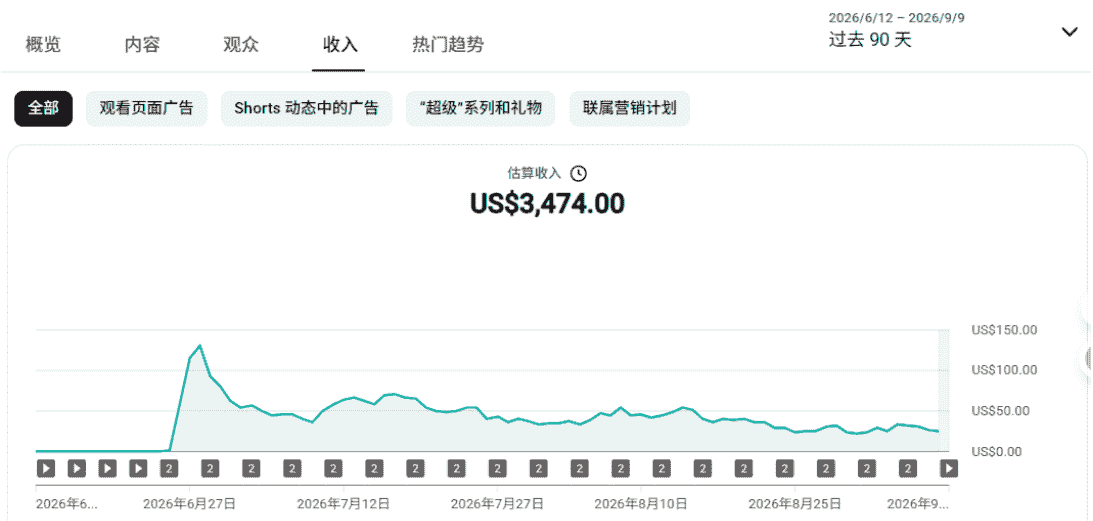 2026/6/12 – 2026/9/9
概览 内容 观众 收入 热门趋势 过去 90 天
全部 观看页面广告 Shorts 动态中的广告 “超级”系列和礼物 联属营销计划
估算收入
US$3,474.00
US$150.00
US$100.00
US$50.00
US$0.00
2 2 2 2 2 2 2 2 2 2 2 2 2 2 2 2 2 2 2
2026年6... 2026年6月27日 2026年7月12日 2026年7月27日 2026年8月10日 2026年8月25日 2026年9...